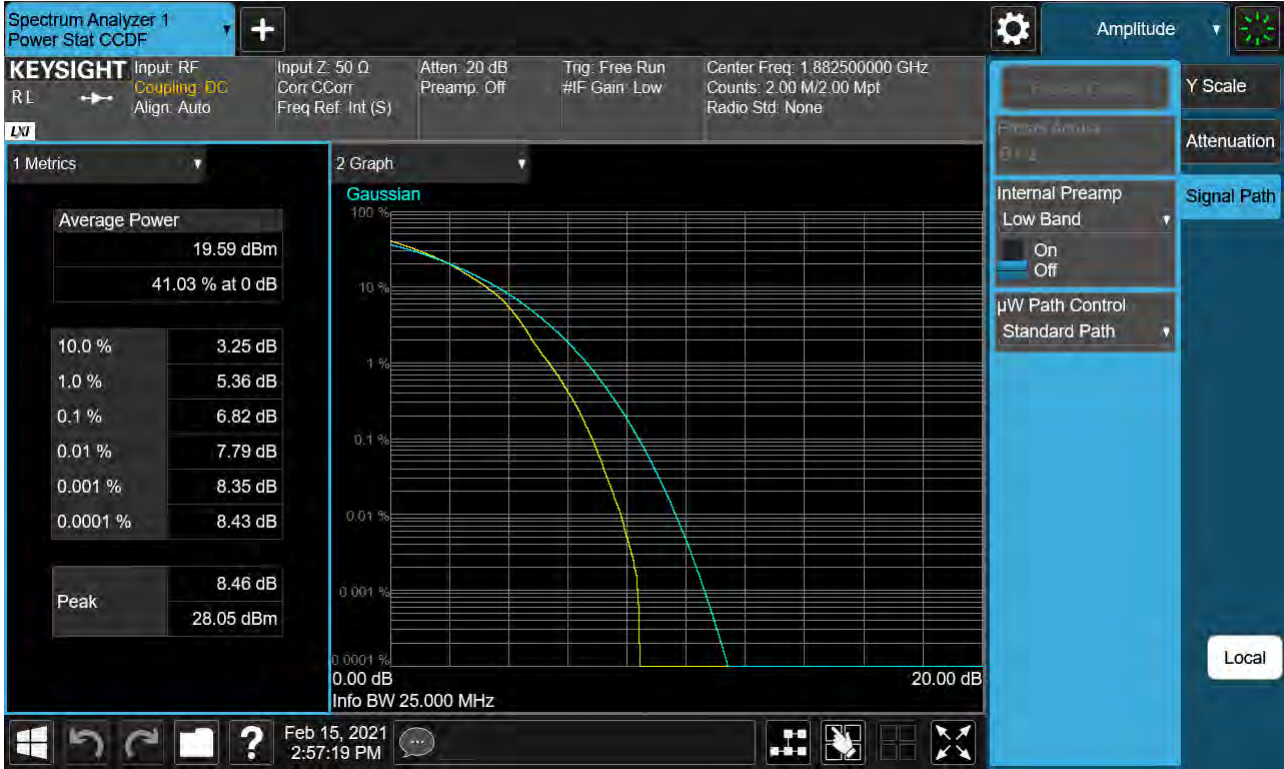 Spectrum Analyzer 1
Power Stat CCDF
Amplitude
KEYSIGHT
RL
LXI
Input: RF
Coupling: DC
Align: Auto
Input Z: 50 Ω
Corr CCorr
Freq Ref: Int (S)
Atten: 20 dB
Preamp: Off
Trig: Free Run
#IF Gain: Low
Center Freq: 1.882500000 GHz
Counts: 2.00 M/2.00 Mpt
Radio Std: None
1 Metrics
Average Power
19.59 dBm
41.03 % at 0 dB
10.0 % 3.25 dB
1.0 % 5.36 dB
0.1 % 6.82 dB
0.01 % 7.79 dB
0.001 % 8.35 dB
0.0001 % 8.43 dB
Peak
8.46 dB
28.05 dBm
2 Graph
Gaussian
100 %
10 %
1 %
0.1 %
0.01 %
0.001 %
0.0001 %
0.00 dB 20.00 dB
Info BW 25.000 MHz
Internal Preamp
Low Band
On
Off
µW Path Control
Standard Path
Y Scale
Attenuation
Signal Path
Local
?
Feb 15, 2021
2:57:19 PM